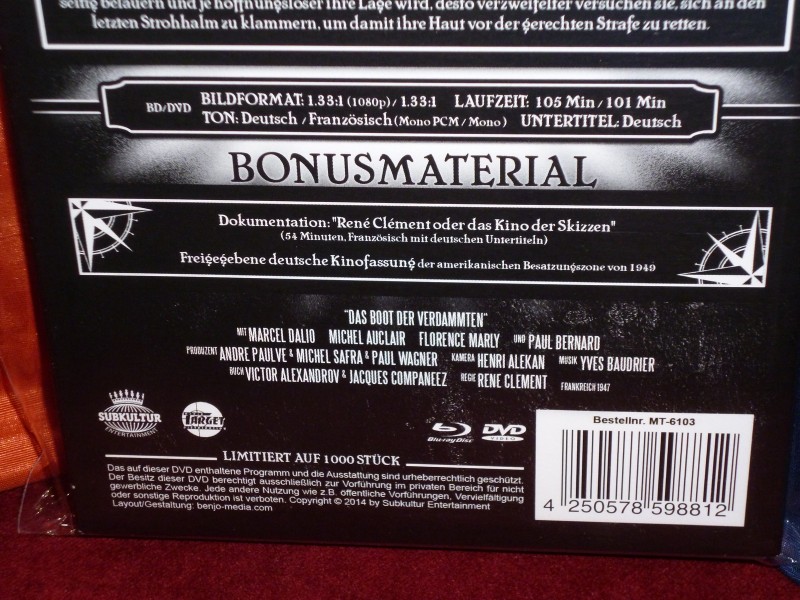 seitig belauern und je hoffnungsloser ihre Lage wird, desto verzweifelter versuchen sie, sich an den
letzten Strohhalm zu klammern, um damit ihre Haut vor der gerechten Strafe zu retten.
BD/DVD
BILDFORMAT: 1.33:1 (1080p) / 1.33:1 LAUFZEIT: 105 Min / 101 Min
TON: Deutsch / Französisch (Mono PCM / Mono) UNTERTITEL: Deutsch
BONUSMATERIAL
Dokumentation: "René Clément oder das Kino der Skizzen"
(54 Minuten, Französisch mit deutschen Untertiteln)
Freigegebene deutsche Kinofassung der amerikanischen Besatzungszone von 1949
"DAS BOOT DER VERDAMMTEN"
MIT MARCEL DALIO MICHEL AUCLAIR FLORENCE MARLY UND PAUL BERNARD
PRODUZENT ANDRE PAULVE & MICHEL SAFRA & PAUL WAGNER KAMERA HENRI ALEKAN MUSIK YVES BAUDRIER
BUCH VICTOR ALEXANDROV & JACQUES COMPANEEZ REGIE RENE CLEMENT FRANKREICH 1947
SUBKULTUR
ENTERTAINMENT
TARGET
Blu-ray Disc
DVD
VIDEO
Bestellnr. MT-6103
4 250578 598812
LIMITIERT AUF 1000 STÜCK
Das auf dieser DVD enthaltene Programm und die Ausstattung sind urheberrechtlich geschützt.
Der Besitz dieser DVD berechtigt ausschließlich zur Vorführung im privaten Bereich für nicht
gewerbliche Zwecke. Jede andere Nutzung wie z.B. öffentliche Vorführungen, Vervielfältigung
oder sonstige Reproduktion ist verboten. Copyright © 2014 by Subkultur Entertainment
Layout/Gestaltung: benjo-media.com